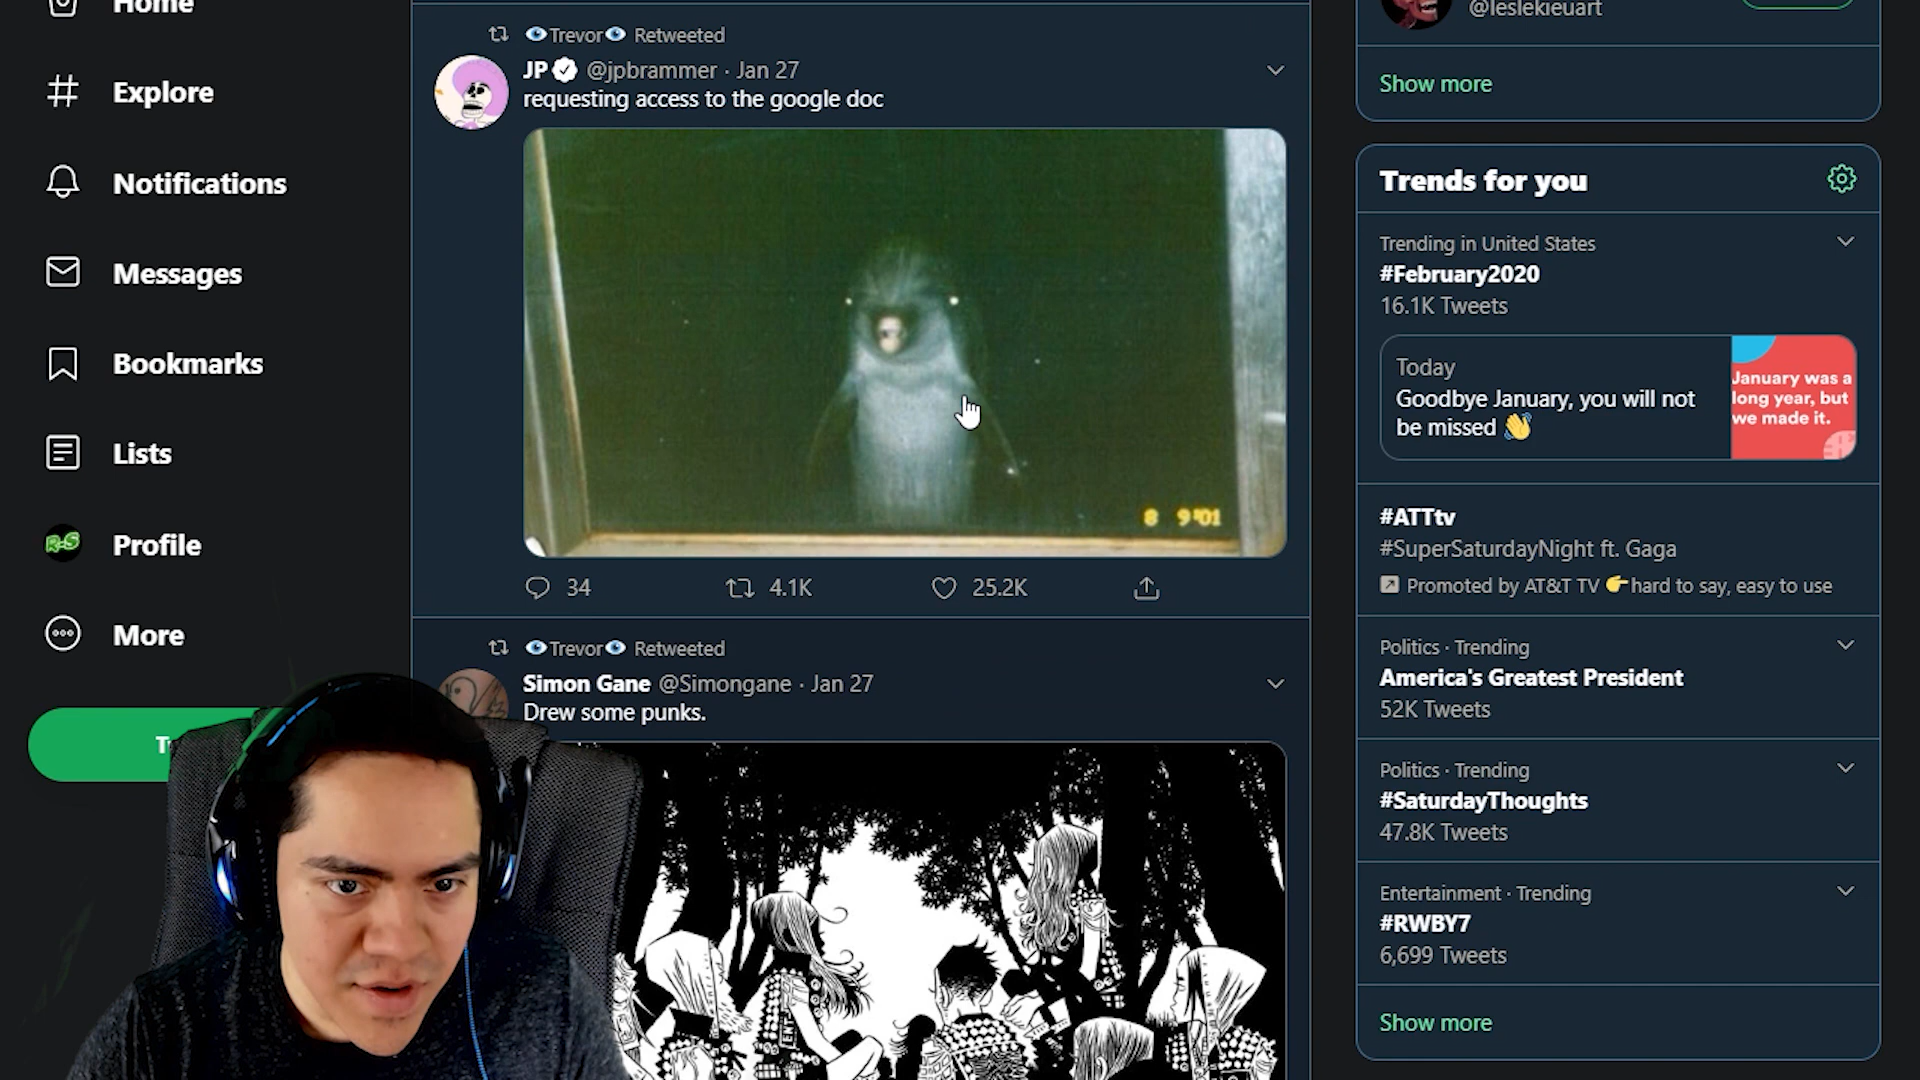 Home
Explore
Notifications
Messages
Bookmarks
Lists
R-S
Profile
More
Trevor Retweeted
JP @jpbrammer · Jan 27
requesting access to the google doc
8 9'01
34
4.1K
25.2K
Trevor Retweeted
Simon Gane @Simongane · Jan 27
Drew some punks.
@leslekieuart
Show more
Trends for you
Trending in United States
#February2020
16.1K Tweets
Today
Goodbye January, you will not
be missed 👋
January was a
long year, but
we made it.
#ATTtv
#SuperSaturdayNight ft. Gaga
Promoted by AT&T TV 👉hard to say, easy to use
Politics · Trending
America's Greatest President
52K Tweets
Politics · Trending
#SaturdayThoughts
47.8K Tweets
Entertainment · Trending
#RWBY7
6,699 Tweets
Show more